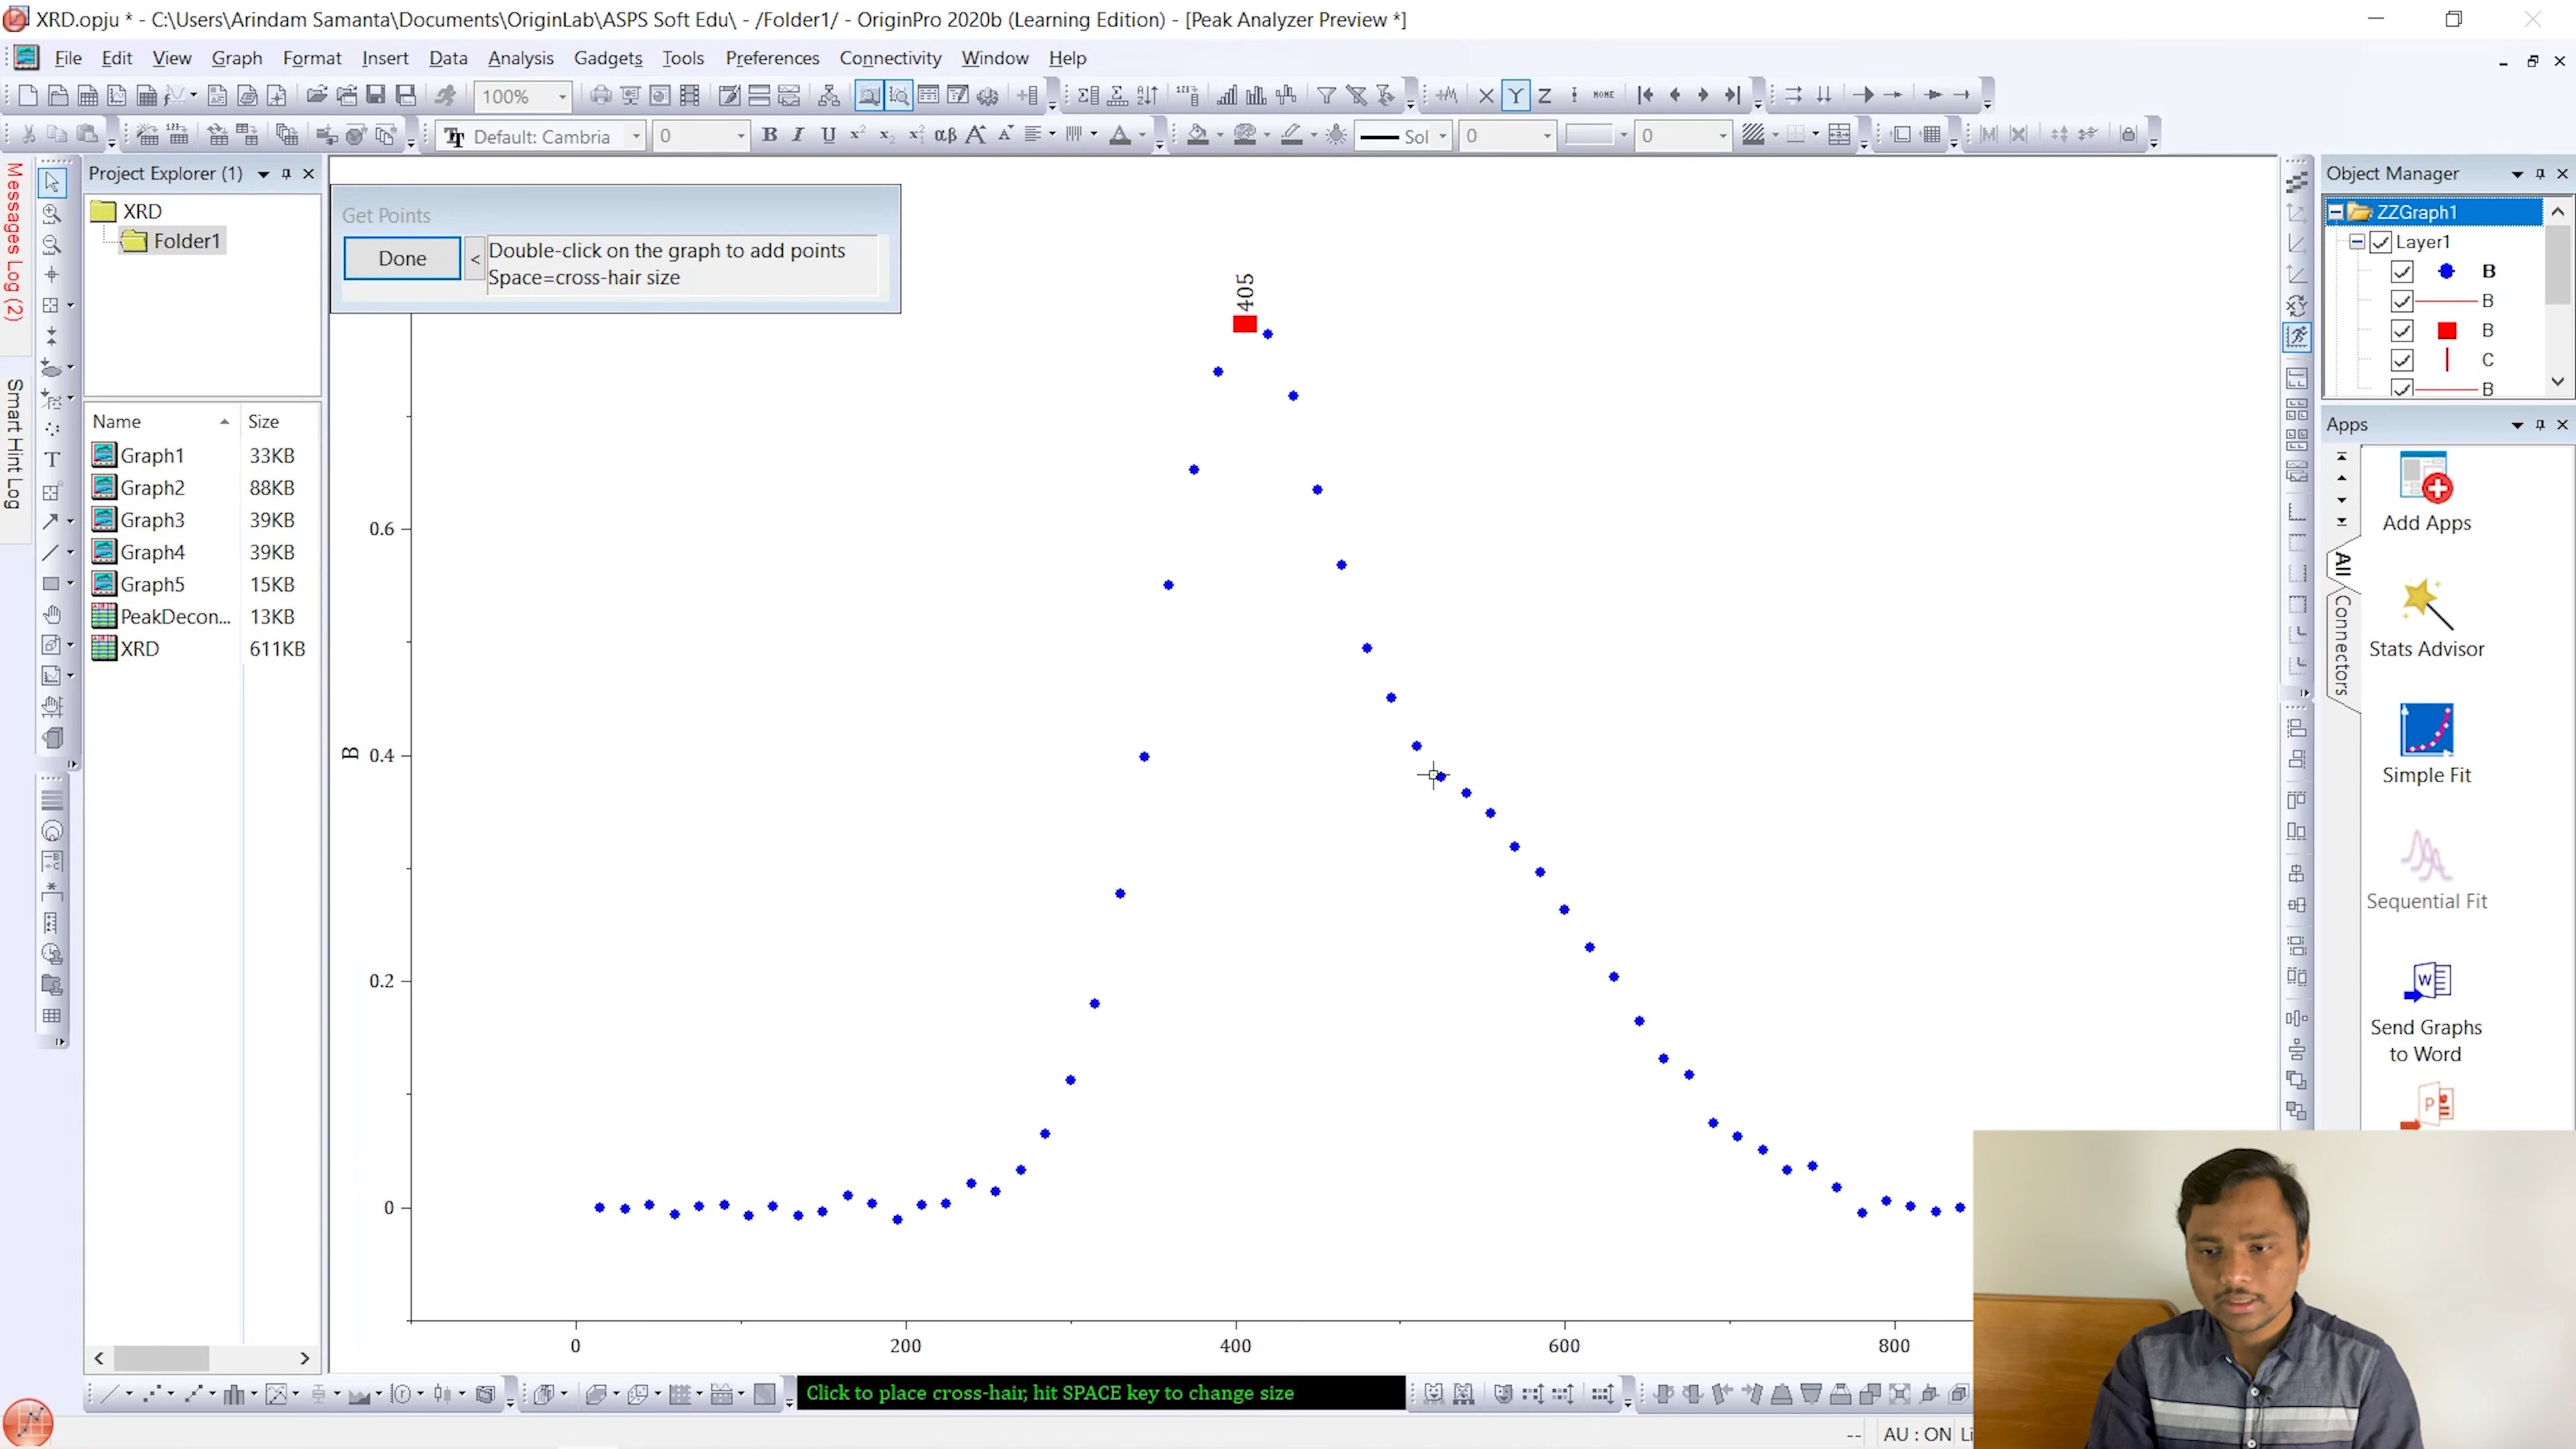 XRD.opju * - C:\Users\Arindam Samanta\Documents\OriginLab\ASPS Soft Edu\ - /Folder1/ - OriginPro 2020b (Learning Edition) - [Peak Analyzer Preview *]
File Edit View Graph Format Insert Data Analysis Gadgets Tools Preferences Connectivity Window Help
100%
Default: Cambria 0 B I U Sol 0 0
Messages Log (2)
Smart Hint Log
Project Explorer (1)
XRD
Folder1
Name Size
Graph1 33KB
Graph2 88KB
Graph3 39KB
Graph4 39KB
Graph5 15KB
PeakDecon... 13KB
XRD 611KB
Get Points
Done < Double-click on the graph to add points
Space=cross-hair size
405
0.6
B 0.4
0.2
0
0 200 400 600 800
Object Manager
ZZGraph1
Layer1
B
B
B
C
B
Apps
All
Connectors
Add Apps
Stats Advisor
Simple Fit
Sequential Fit
Send Graphs
to Word
Click to place cross-hair, hit SPACE key to change size
-- AU : ON Li